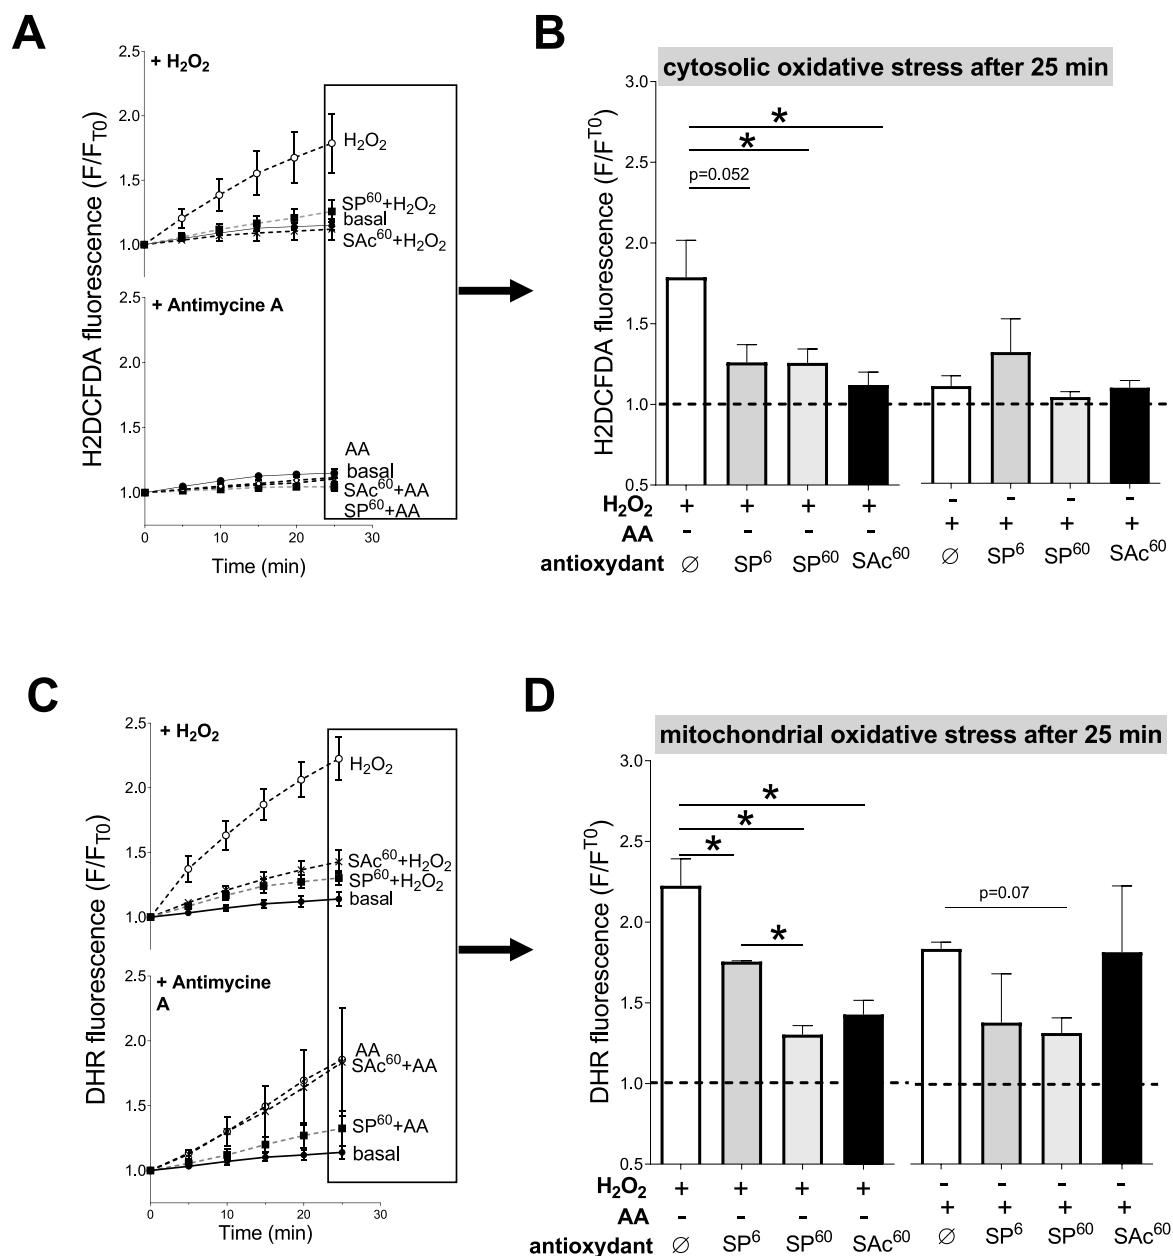 A
+ H₂O₂
2.5
2.0
1.5
1.0
H₂O₂
SP⁶⁰+H₂O₂
basal
SAc⁶⁰+H₂O₂
+ Antimycine A
2.5
2.0
1.5
1.0
AA
basal
SAc⁶⁰+AA
SP⁶⁰+AA
0 10 20 30
Time (min)
H2DCFDA fluorescence (F/F_T0)
B
cytosolic oxidative stress after 25 min
3.0
2.5
2.0
1.5
1.0
0.5
H2DCFDA fluorescence (F/F^T0)
*
*
p=0.052
H₂O₂ + + + + - - - -
AA - - - - + + + +
antioxydant ∅ SP⁶ SP⁶⁰ SAc⁶⁰ ∅ SP⁶ SP⁶⁰ SAc⁶⁰
C
+ H₂O₂
2.5
2.0
1.5
1.0
H₂O₂
SAc⁶⁰+H₂O₂
SP⁶⁰+H₂O₂
basal
+ Antimycine
A
2.5
2.0
1.5
1.0
AA
SAc⁶⁰+AA
SP⁶⁰+AA
basal
0 10 20 30
Time (min)
DHR fluorescence (F/F_T0)
D
mitochondrial oxidative stress after 25 min
3.0
2.5
2.0
1.5
1.0
0.5
DHR fluorescence (F/F^T0)
*
*
*
*
p=0.07
H₂O₂ + + + + - - - -
AA - - - - + + + +
antioxydant ∅ SP⁶ SP⁶⁰ SAc⁶⁰ ∅ SP⁶ SP⁶⁰ SAc⁶⁰